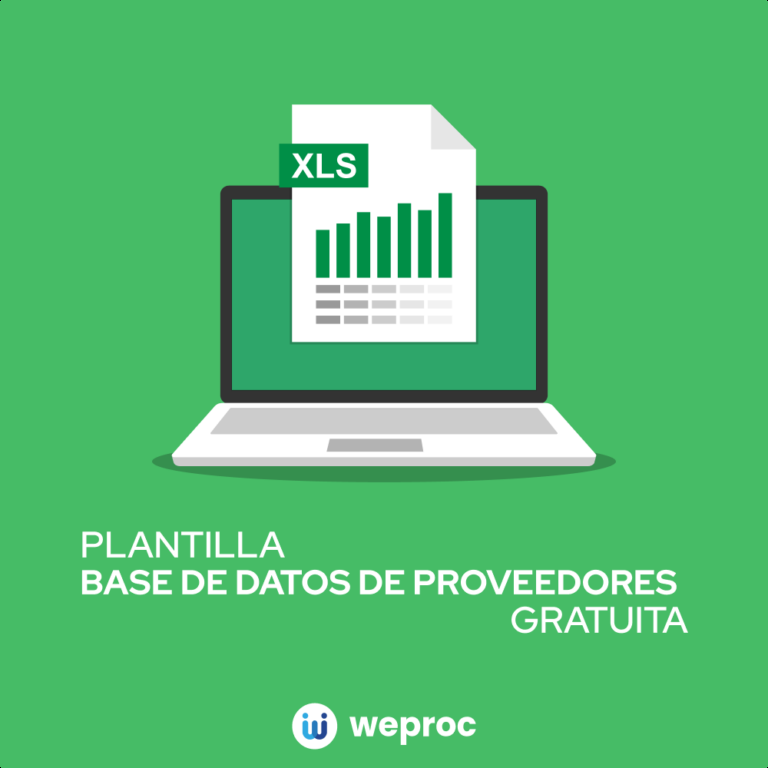 XLS
PLANTILLA
BASE DE DATOS DE PROVEEDORES
GRATUITA
weproc